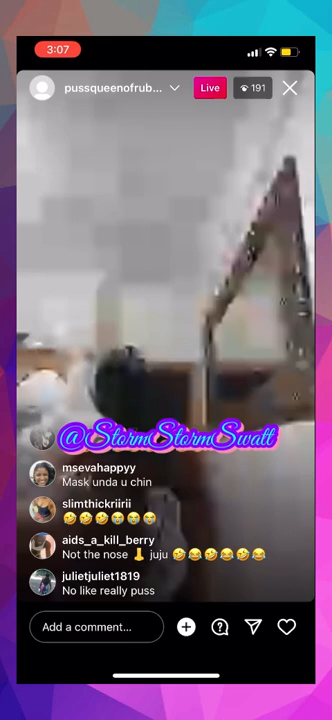 3:07
pussqueenofrub... Live 191
@StormStormSwatt
msevahappyy
Mask unda u chin
slimthickriirii
🤣🤣🤣😭😭😭
aids_a_kill_berry
Not the nose 👃 juju 🤣😂🤣😂🤣😂
julietjuliet1819
No like really puss
Add a comment...